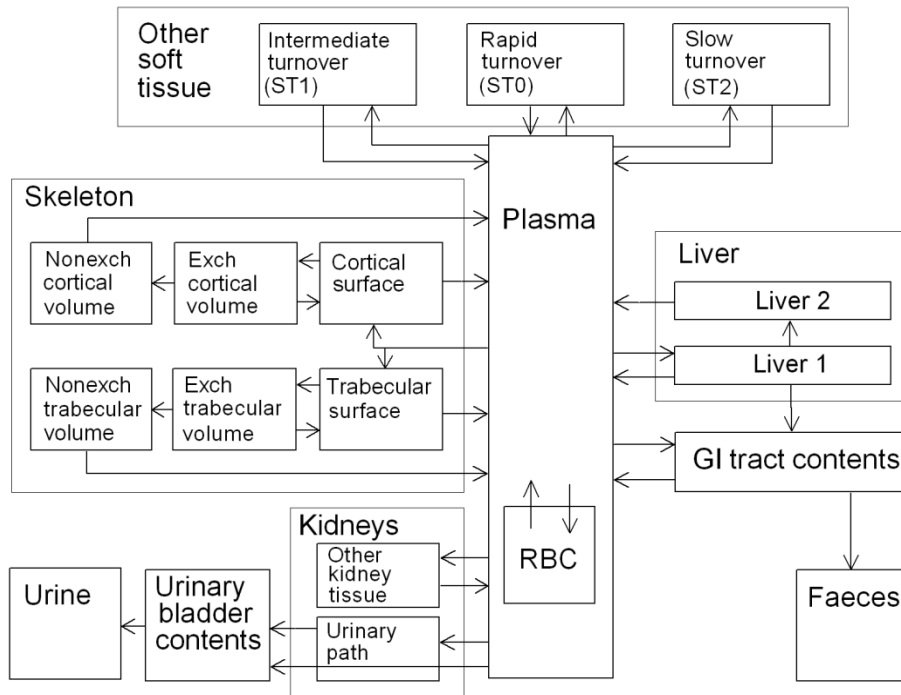 Other
soft
tissue
Intermediate
turnover
(ST1)
Rapid
turnover
(ST0)
Slow
turnover
(ST2)
Skeleton
Plasma
Nonexch
cortical
volume
Exch
cortical
volume
Cortical
surface
Liver
Liver 2
Liver 1
Nonexch
trabecular
volume
Exch
trabecular
volume
Trabecular
surface
GI tract contents
Kidneys
Other
kidney
tissue
RBC
Urine
Urinary
bladder
contents
Urinary
path
Faeces